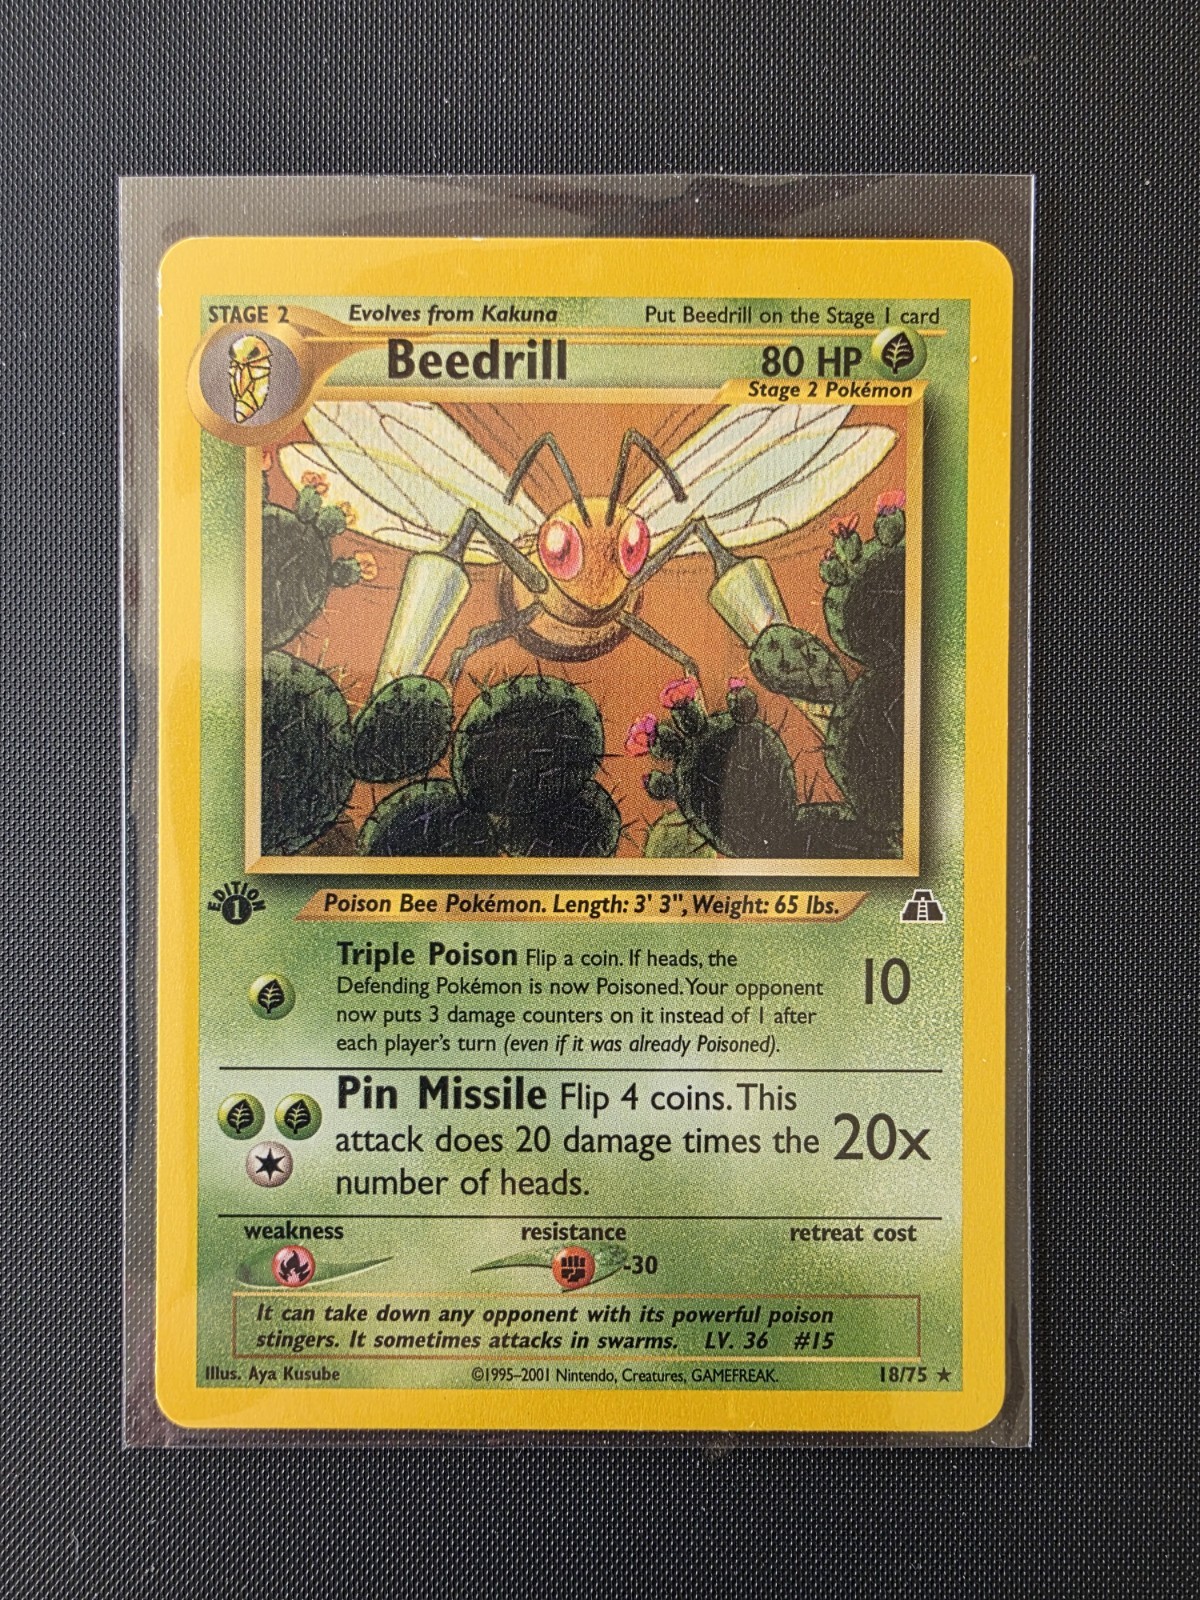 STAGE 2 Evolves from Kakuna Put Beedrill on the Stage 1 card
Beedrill 80 HP
Stage 2 Pokémon
EDITION
1
Poison Bee Pokémon. Length: 3' 3", Weight: 65 lbs.
Triple Poison Flip a coin. If heads, the
Defending Pokémon is now Poisoned. Your opponent
now puts 3 damage counters on it instead of 1 after
each player's turn (even if it was already Poisoned).
10
Pin Missile Flip 4 coins. This
attack does 20 damage times the
number of heads.
20x
weakness resistance retreat cost
-30
It can take down any opponent with its powerful poison
stingers. It sometimes attacks in swarms. LV. 36 #15
Illus. Aya Kusube ©1995–2001 Nintendo, Creatures, GAMEFREAK. 18/75 ★